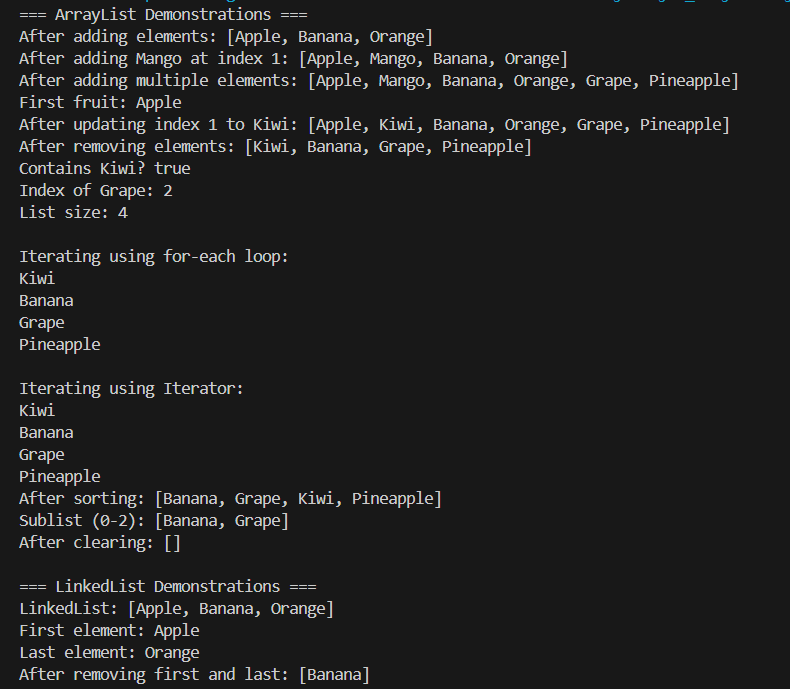 === ArrayList Demonstrations ===
After adding elements: [Apple, Banana, Orange]
After adding Mango at index 1: [Apple, Mango, Banana, Orange]
After adding multiple elements: [Apple, Mango, Banana, Orange, Grape, Pineapple]
First fruit: Apple
After updating index 1 to Kiwi: [Apple, Kiwi, Banana, Orange, Grape, Pineapple]
After removing elements: [Kiwi, Banana, Grape, Pineapple]
Contains Kiwi? true
Index of Grape: 2
List size: 4

Iterating using for-each loop:
Kiwi
Banana
Grape
Pineapple

Iterating using Iterator:
Kiwi
Banana
Grape
Pineapple
After sorting: [Banana, Grape, Kiwi, Pineapple]
Sublist (0-2): [Banana, Grape]
After clearing: []

=== LinkedList Demonstrations ===
LinkedList: [Apple, Banana, Orange]
First element: Apple
Last element: Orange
After removing first and last: [Banana]